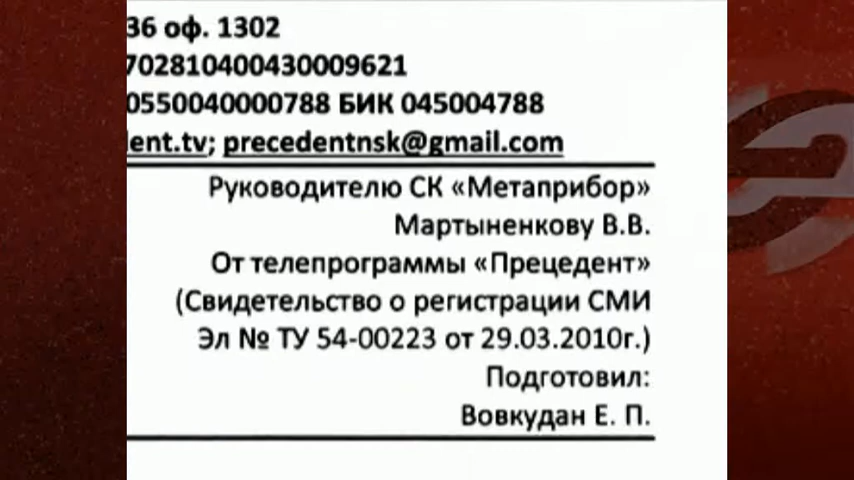 36 оф. 1302
702810400430009621
0550040000788 БИК 045004788
dent.tv; precedentnsk@gmail.com
Руководителю СК «Метаприбор»
Мартыненкову В.В.
От телепрограммы «Прецедент»
(Свидетельство о регистрации СМИ
Эл № ТУ 54-00223 от 29.03.2010г.)
Подготовил:
Вовкудан Е. П.